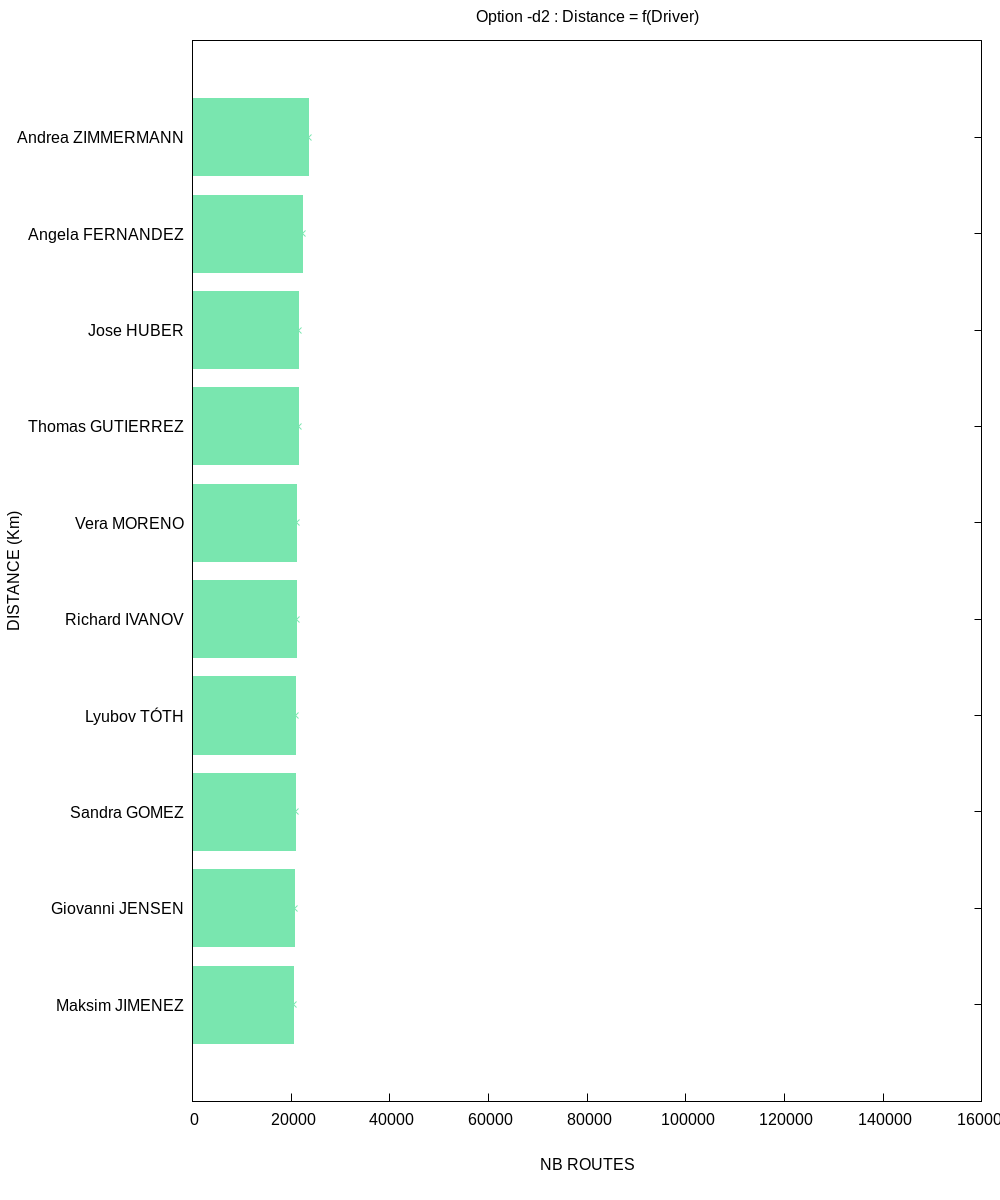 Option -d2 : Distance = f(Driver)
Andrea ZIMMERMANN
Angela FERNANDEZ
Jose HUBER
Thomas GUTIERREZ
Vera MORENO
Richard IVANOV
Lyubov TÓTH
Sandra GOMEZ
Giovanni JENSEN
Maksim JIMENEZ
DISTANCE (Km)
0 20000 40000 60000 80000 100000 120000 140000 16000
NB ROUTES